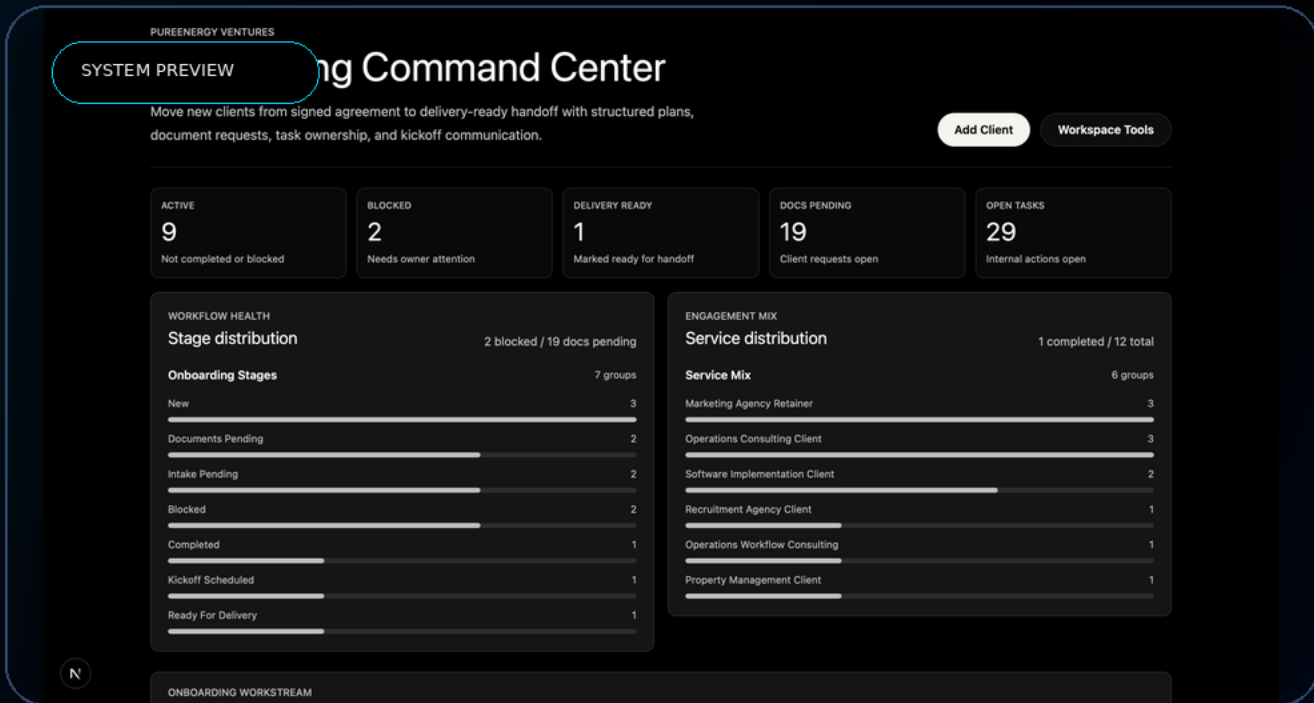 PUREENERGY VENTURES
SYSTEM PREVIEW
ng Command Center
Move new clients from signed agreement to delivery-ready handoff with structured plans,
document requests, task ownership, and kickoff communication.
Add Client
Workspace Tools
ACTIVE
9
Not completed or blocked
BLOCKED
2
Needs owner attention
DELIVERY READY
1
Marked ready for handoff
DOCS PENDING
19
Client requests open
OPEN TASKS
29
Internal actions open
WORKFLOW HEALTH
Stage distribution
2 blocked / 19 docs pending
Onboarding Stages
7 groups
New 3
Documents Pending 2
Intake Pending 2
Blocked 2
Completed 1
Kickoff Scheduled 1
Ready For Delivery 1
ENGAGEMENT MIX
Service distribution
1 completed / 12 total
Service Mix
6 groups
Marketing Agency Retainer 3
Operations Consulting Client 3
Software Implementation Client 2
Recruitment Agency Client 1
Operations Workflow Consulting 1
Property Management Client 1
N
ONBOARDING WORKSTREAM